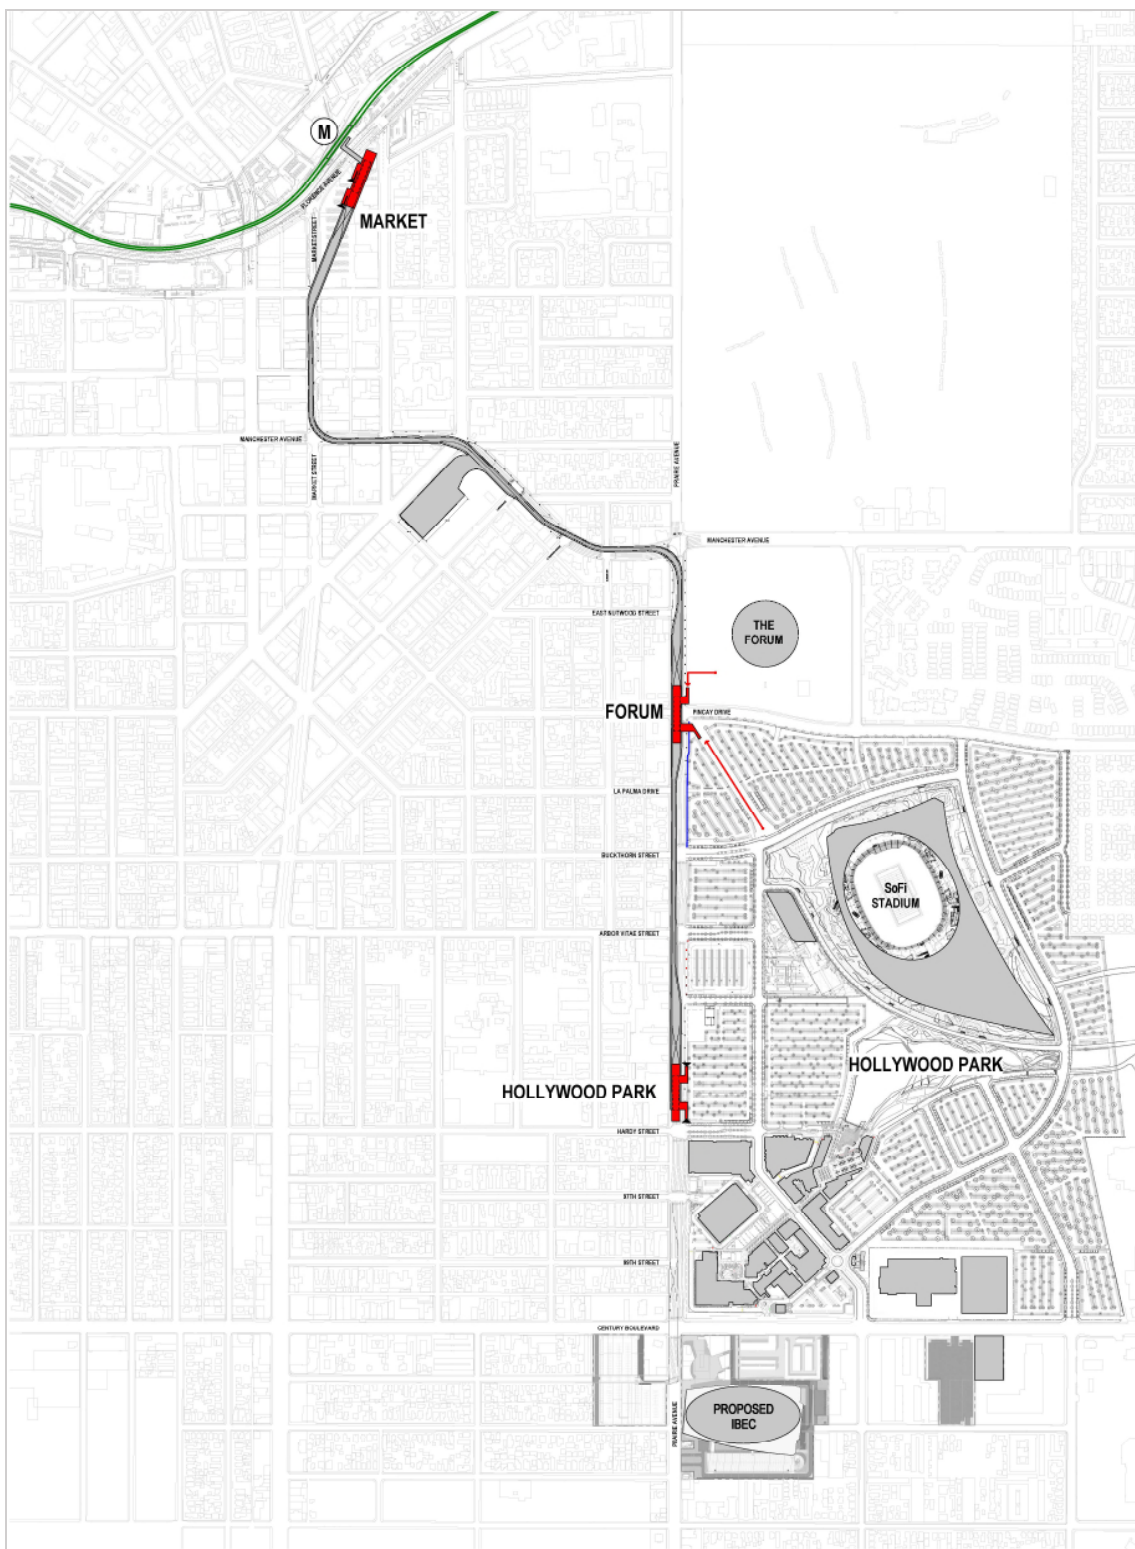 M
FLORENCE AVENUE
MARKET
MARKET STREET
MANCHESTER AVENUE
MARKET STREET
PRAIRIE AVENUE
MANCHESTER AVENUE
EAST NUTWOOD STREET
THE
FORUM
FORUM
PINCAY DRIVE
LA PALMA DRIVE
BUCKTHORN STREET
SoFi
STADIUM
ARBOR VITAE STREET
HOLLYWOOD PARK
HOLLYWOOD PARK
HARDY STREET
97TH STREET
99TH STREET
CENTURY BOULEVARD
PROPOSED
IBEC
PRAIRIE AVENUE